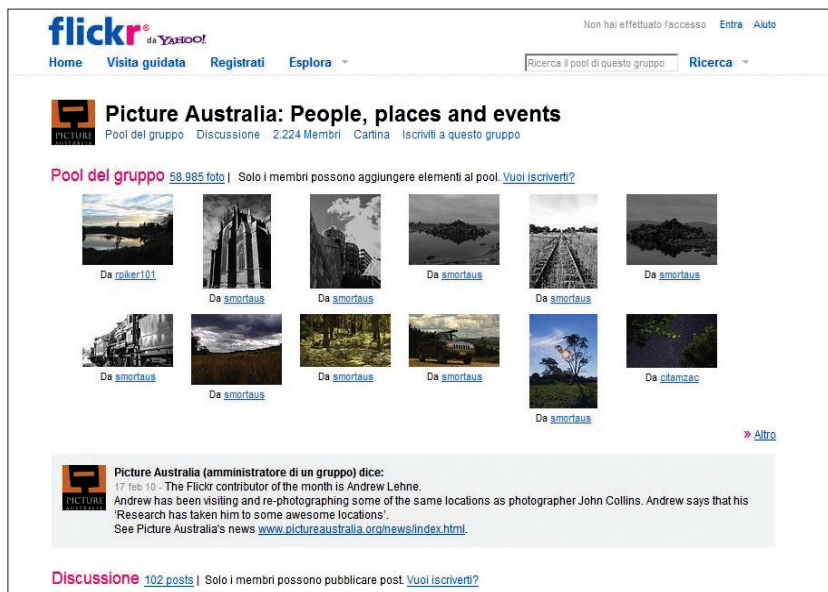 flickr® da YAHOO!
Non hai effettuato l'accesso Entra Aiuto
Home Visita guidata Registrati Esplora
Ricerca il pool di questo gruppo Ricerca
PICTURE
AUSTRALIA
Picture Australia: People, places and events
Pool del gruppo Discussione 2.224 Membri Cartina Iscriviti a questo gruppo
Pool del gruppo 58.985 foto | Solo i membri possono aggiungere elementi al pool. Vuoi iscriverti?
Da rpiker101
Da smortaus
Da smortaus
Da smortaus
Da smortaus
Da smortaus
Da smortaus
Da smortaus
Da smortaus
Da smortaus
Da smortaus
Da citamzac
» Altro
PICTURE
AUSTRALIA
Picture Australia (amministratore di un gruppo) dice:
17 feb 10 - The Flickr contributor of the month is Andrew Lehne.
Andrew has been visiting and re-photographing some of the same locations as photographer John Collins. Andrew says that his
'Research has taken him to some awesome locations'.
See Picture Australia's news www.pictureaustralia.org/news/index.html.
Discussione 102 posts | Solo i membri possono pubblicare post. Vuoi iscriverti?